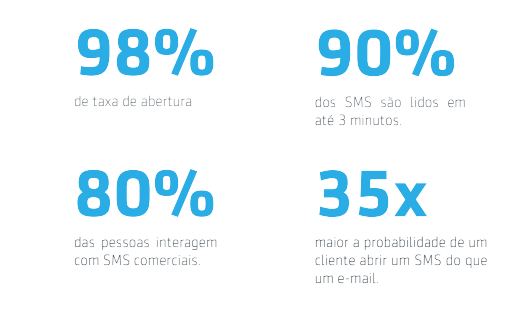 98%
de taxa de abertura
90%
dos SMS são lidos em
até 3 minutos.
80%
das pessoas interagem
com SMS comerciais.
35x
maior a probabilidade de um
cliente abrir um SMS do que
um e-mail.